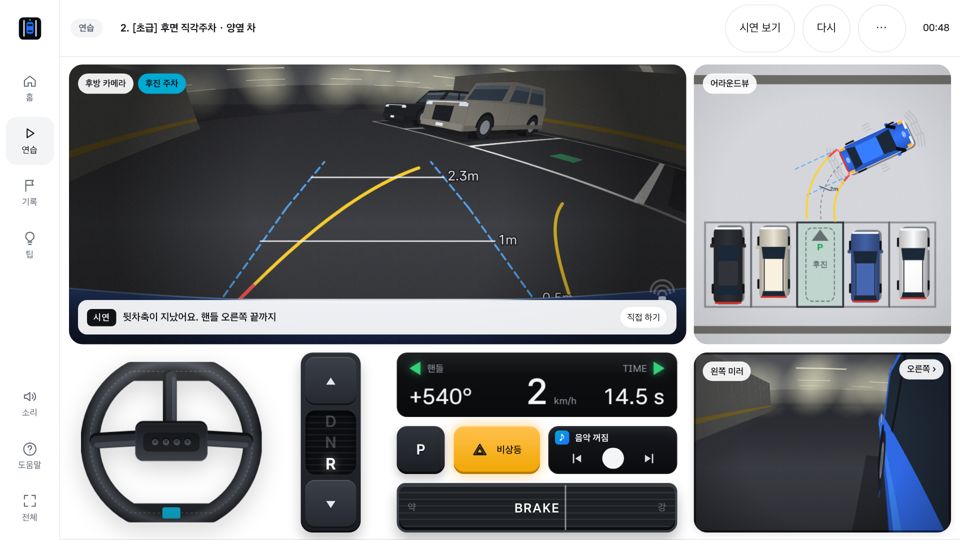 연습
2. [초급] 후면 직각주차 · 양옆 차
시연 보기
다시
00:48
홈
연습
기록
팁
소리
도움말
전체
후방 카메라
후진 주차
2.3m
1m
0.5m
시연
뒷차축이 지났어요. 핸들 오른쪽 끝까지
직접 하기
어라운드뷰
2m
P
후진
D
N
R
핸들
TIME
+540°
2 km/h
14.5 s
P
비상등
음악 꺼짐
약
BRAKE
강
왼쪽 미러
오른쪽 ›